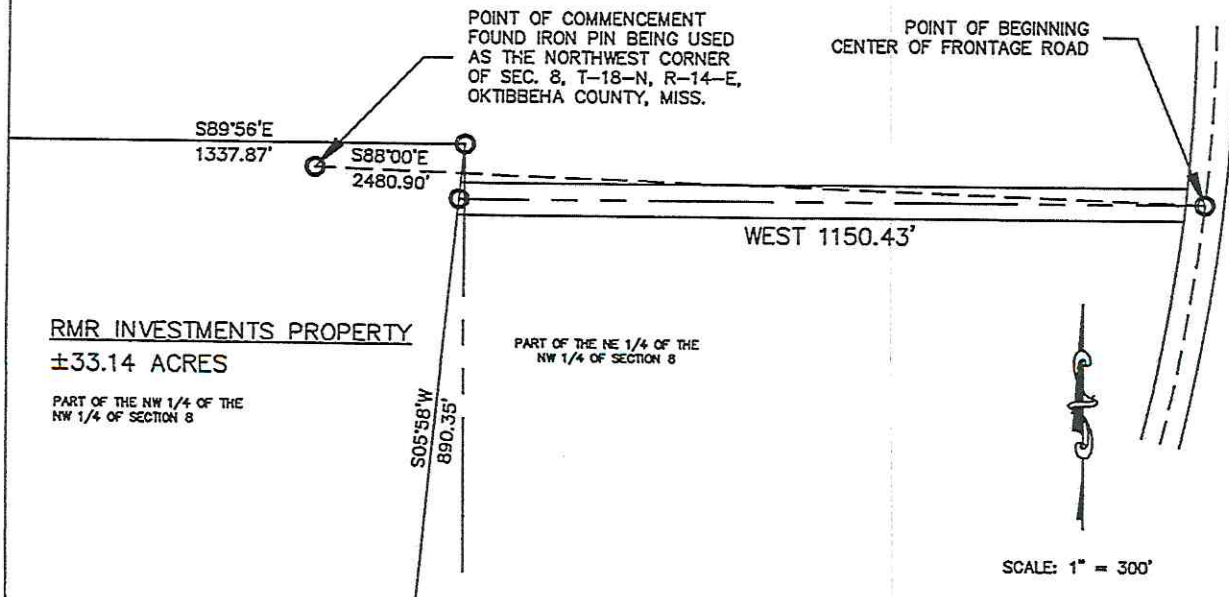 POINT OF COMMENCEMENT
FOUND IRON PIN BEING USED
AS THE NORTHWEST CORNER
OF SEC. 8, T-18-N, R-14-E,
OKTIBBEHA COUNTY, MISS.
POINT OF BEGINNING
CENTER OF FRONTAGE ROAD
S89°56'E
1337.87'
S88°00'E
2480.90'
WEST 1150.43'
RMR INVESTMENTS PROPERTY
±33.14 ACRES
PART OF THE NW 1/4 OF THE
NW 1/4 OF SECTION 8
PART OF THE NE 1/4 OF THE
NW 1/4 OF SECTION 8
S05°58'W
890.35'
SCALE: 1" = 300'